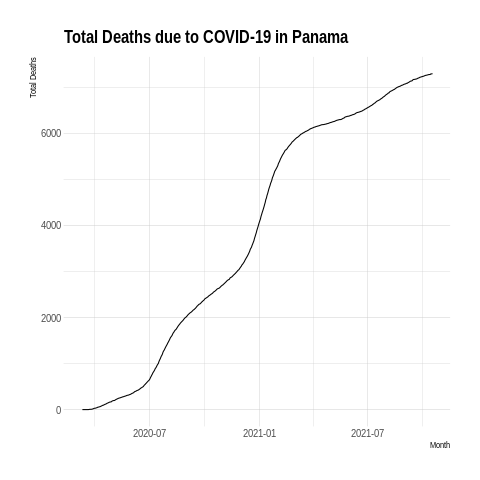 Total Deaths due to COVID-19 in Panama
Total Deaths
6000
4000
2000
0
2020-07 2021-01 2021-07
Month